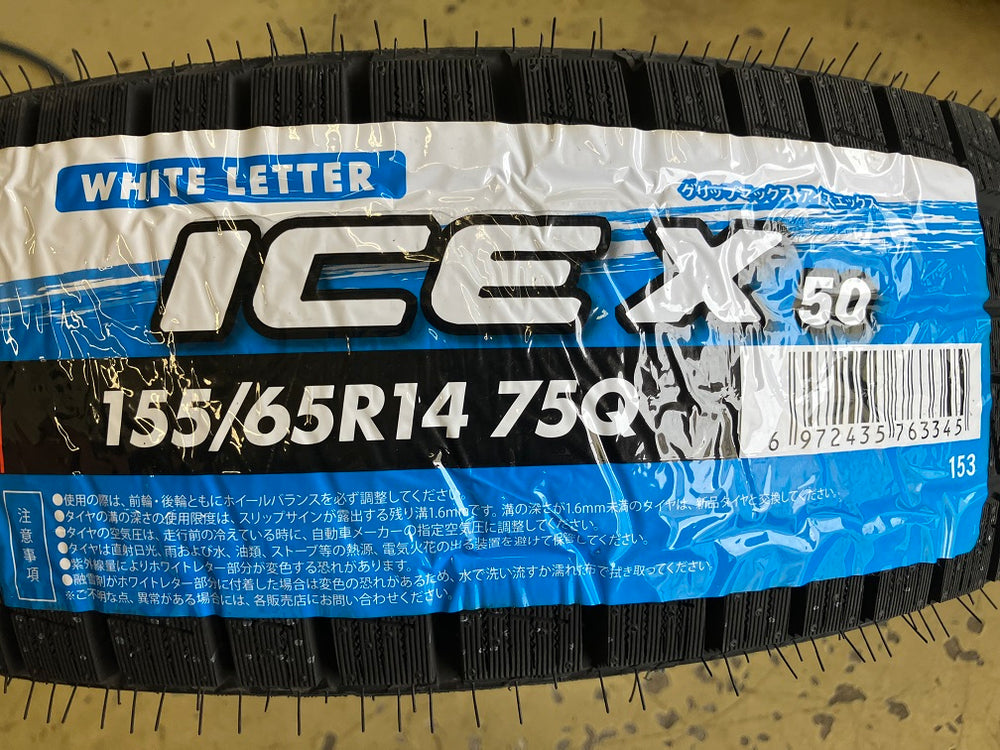 WHITE LETTER
グリップマックス・アイスエックス
ICE X 50
155/65R14 75Q
6 972435 763345
153
注意事項
●使用の際は、前輪・後輪ともにホイールバランスを必ず調整してください。
●タイヤの溝の深さの使用限度は、スリップサインが露出する残り溝1.6mmです。溝の深さが1.6mm未満のタイヤは、新品タイヤと交換してください。
●タイヤの空気圧は、走行前の冷えている時に、自動車メーカーの指定空気圧に調整してください。
●タイヤは直射日光、雨および水、油類、ストーブ等の熱源、電気火花の出る装置を避けて保管してください。
●紫外線量によりホワイトレター部分が変色する恐れがあります。
●融雪剤がホワイトレター部分に付着した場合は変色の恐れがあるため、水で洗い流すか濡れた布で拭き取ってください。
※ご不明な点、異常がある場合には、各販売店にお問い合わせください。